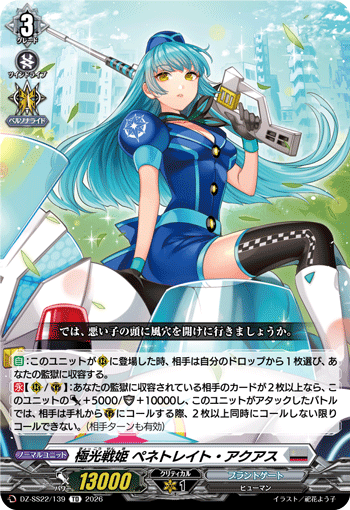 3
グレード
ツインドライブ
ペルソナライド
では、悪い子の頭に風穴を開けに行きましょうか。
自:このユニットがⓋに登場した時、相手は自分のドロップから1枚選び、あ
なたの監獄に収容する。
永【Ⓥ/Ⓡ】:あなたの監獄に収容されている相手のカードが2枚以上なら、こ
のユニットの+5000/+10000し、このユニットがアタックしたバトル
では、相手は手札からⒼにコールする際、2枚以上同時にコールしない限り
コールできない。(相手ターンも有効)
ノーマルユニット
極光戦姫 ペネトレイト・アクアス
パワー 13000
クリティカル
1
ブラントゲート
ヒューマン
DZ-SS22/139 TD 2026
イラスト/紀花よう子